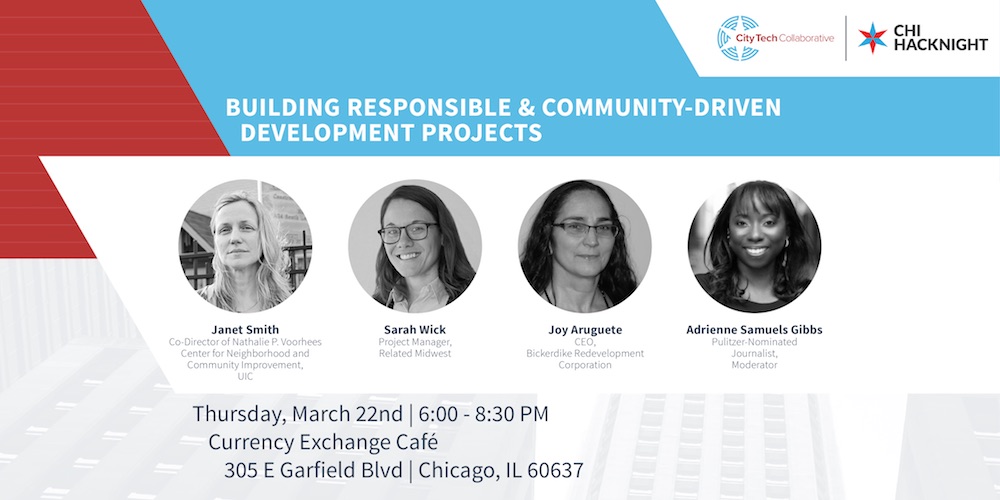 City Tech Collaborative
CHI
HACKNIGHT
BUILDING RESPONSIBLE & COMMUNITY-DRIVEN
DEVELOPMENT PROJECTS
Janet Smith
Co-Director of Nathalie P. Voorhees
Center for Neighborhood and
Community Improvement,
UIC
Sarah Wick
Project Manager,
Related Midwest
Joy Aruguete
CEO,
Bickerdike Redevelopment
Corporation
Adrienne Samuels Gibbs
Pulitzer-Nominated
Journalist,
Moderator
Thursday, March 22nd | 6:00 - 8:30 PM
Currency Exchange Café
305 E Garfield Blvd | Chicago, IL 60637